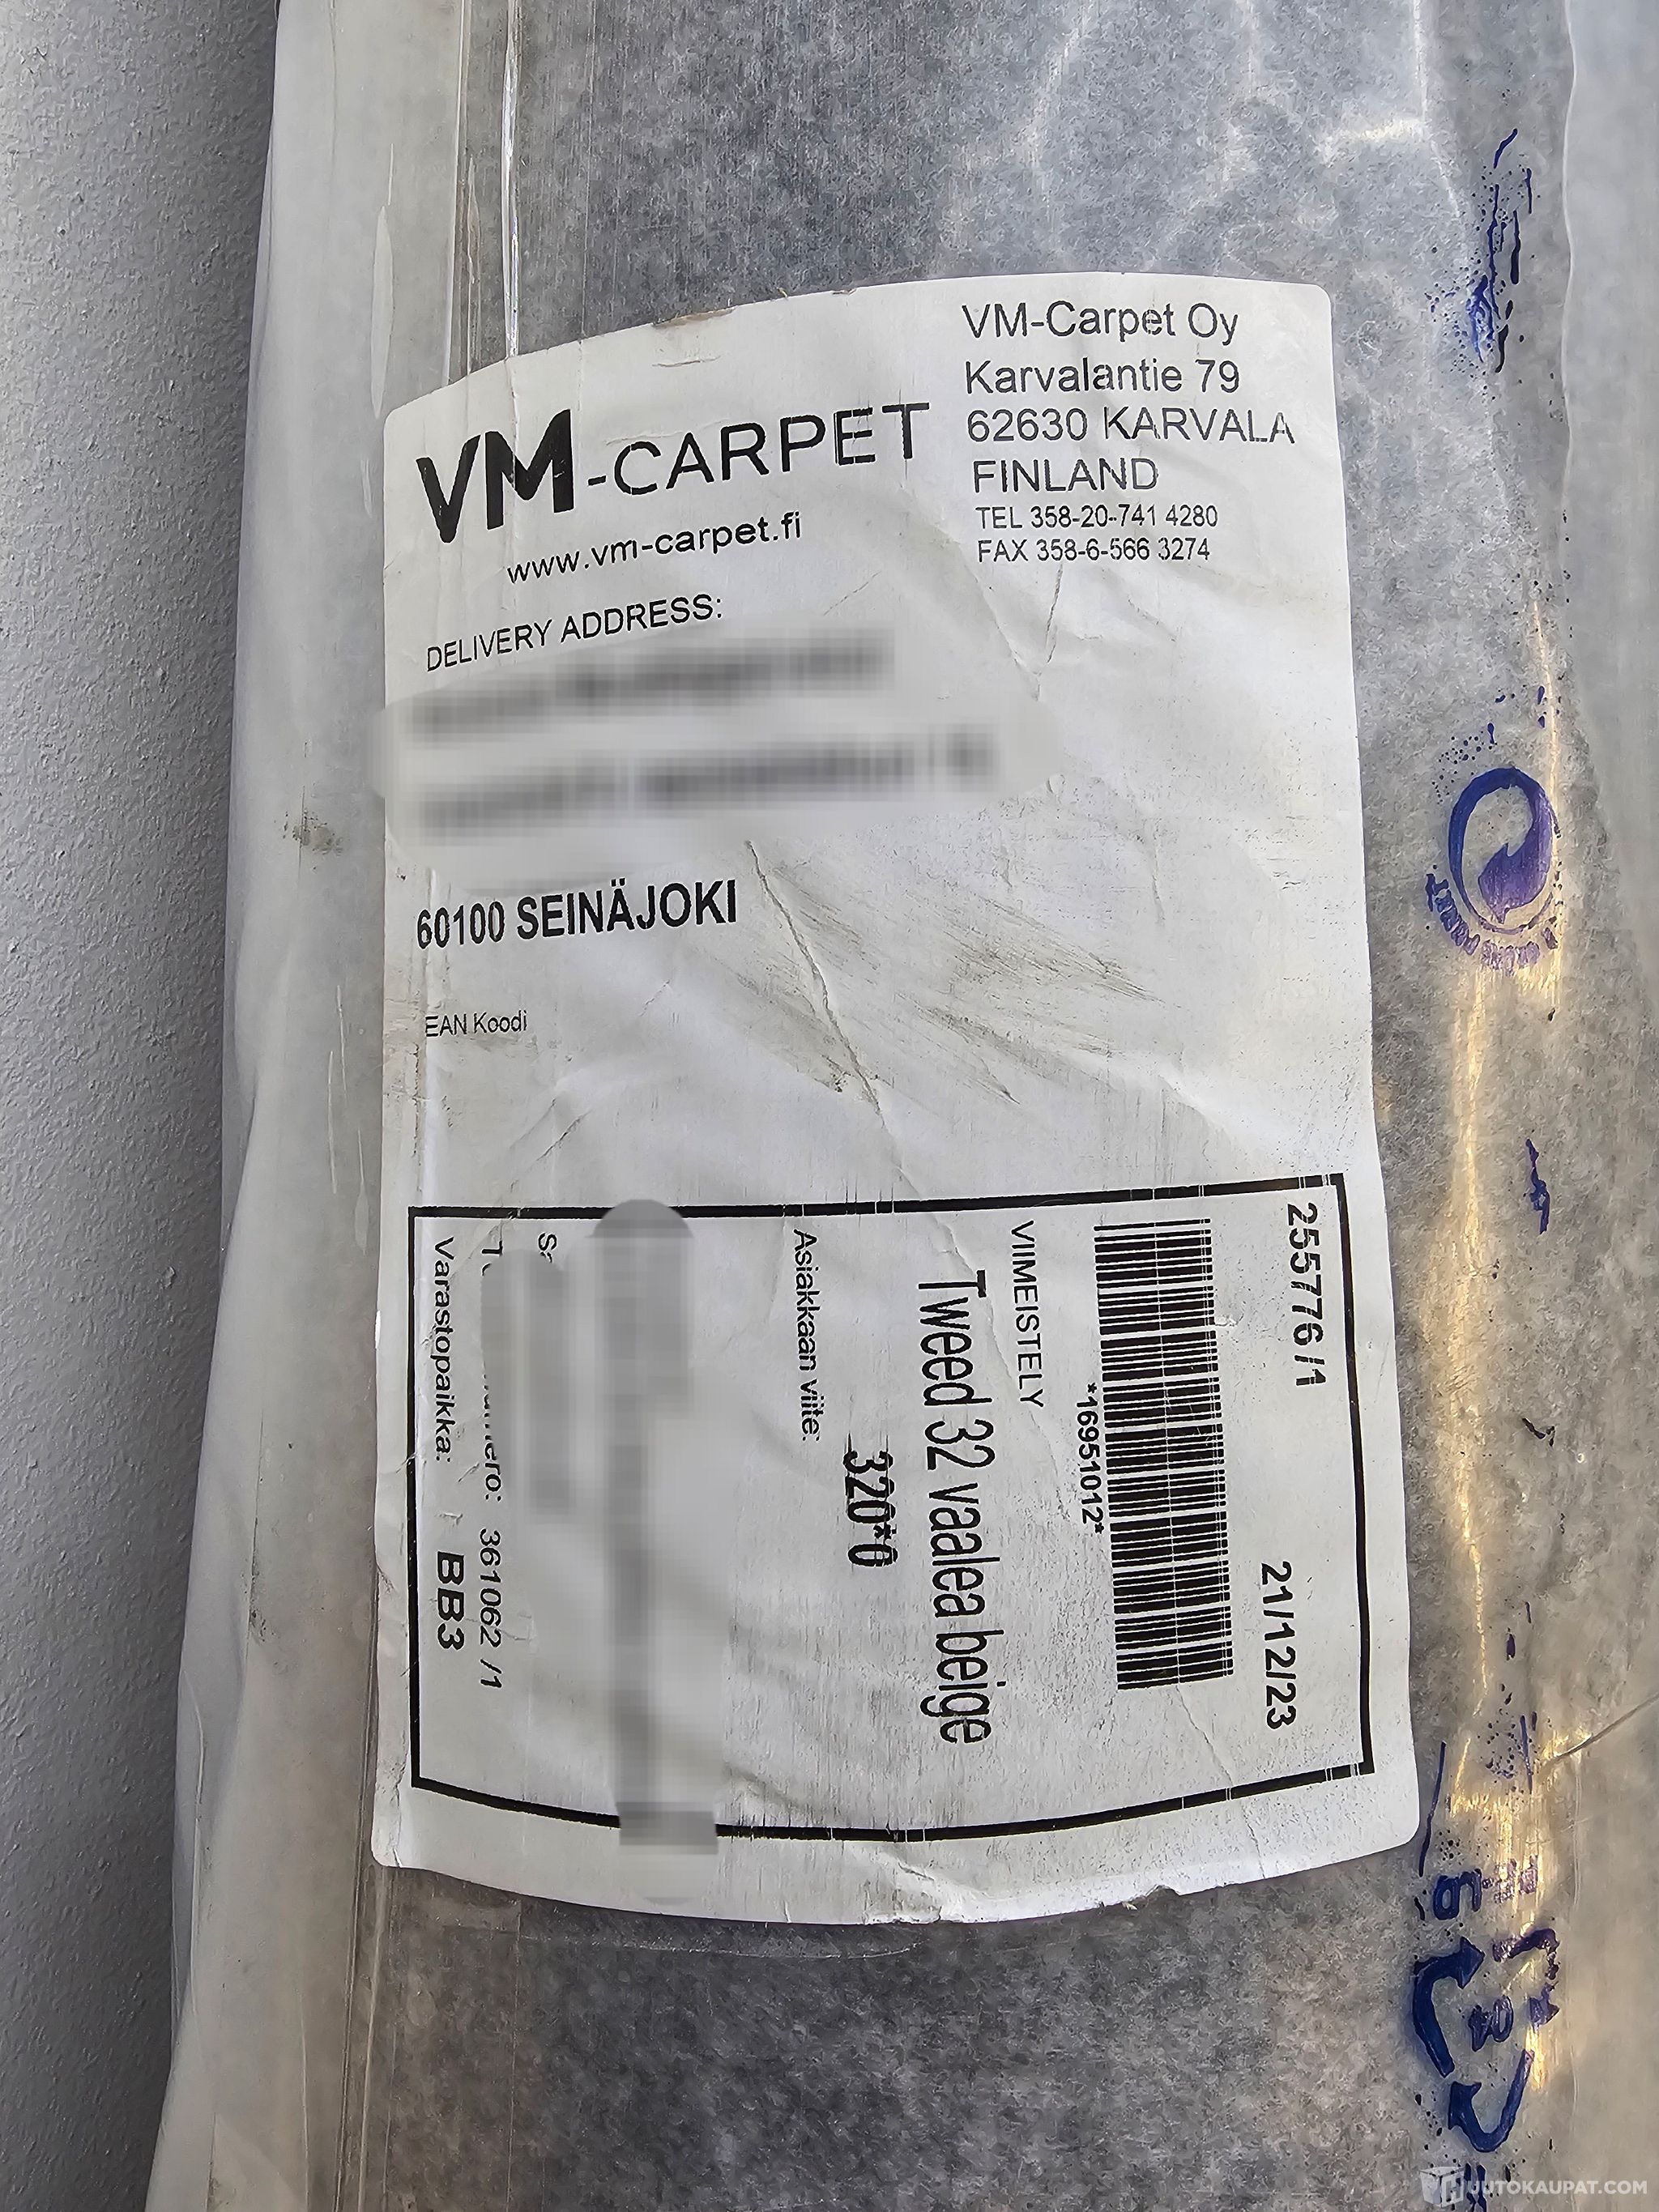 VM-CARPET
www.vm-carpet.fi
VM-Carpet Oy
Karvalantie 79
62630 KARVALA
FINLAND
TEL 358-20-741 4280
FAX 358-6-566 3274
DELIVERY ADDRESS:
60100 SEINÄJOKI
EAN Koodi
255776/1 21/12/23
*16951012*
VIIMEISTELY
Tweed 32 vaalea beige
320*0
Asiakkaan viite:
361062 /1
Varastopaikka: BB3
UUTOKAUPAT.COM